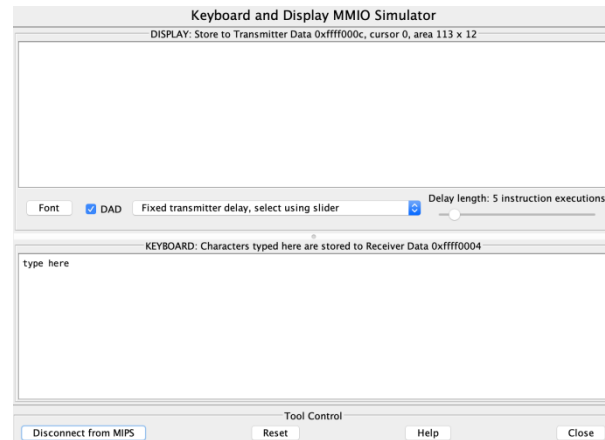 Keyboard and Display MMIO Simulator
DISPLAY: Store to Transmitter Data 0xffff000c, cursor 0, area 113 x 12
Font DAD Fixed transmitter delay, select using slider Delay length: 5 instruction executions
KEYBOARD: Characters typed here are stored to Receiver Data 0xffff0004
type here
Tool Control
Disconnect from MIPS Reset Help Close